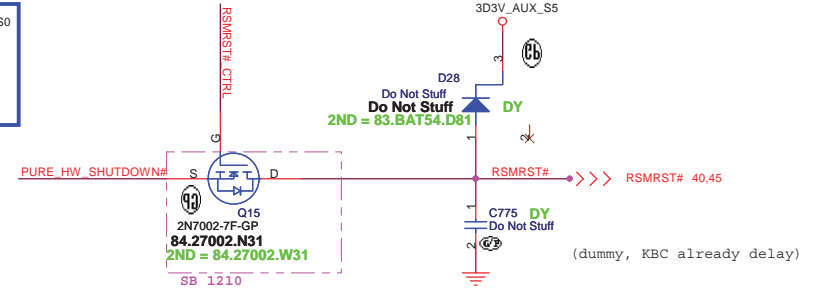 S0
3D3V_AUX_S5
RSMRST#_CTRL
3
D28
Do Not Stuff
Do Not Stuff
DY
2ND = 83.BAT54.D81
G
1
2
PURE_HW_SHUTDOWN#
S
D
RSMRST#
RSMRST# 40,45
Q15
2N7002-7F-GP
84.27002.N31
2ND = 84.27002.W31
SB 1210
1
C775
DY
Do Not Stuff
2
(dummy, KBC already delay)